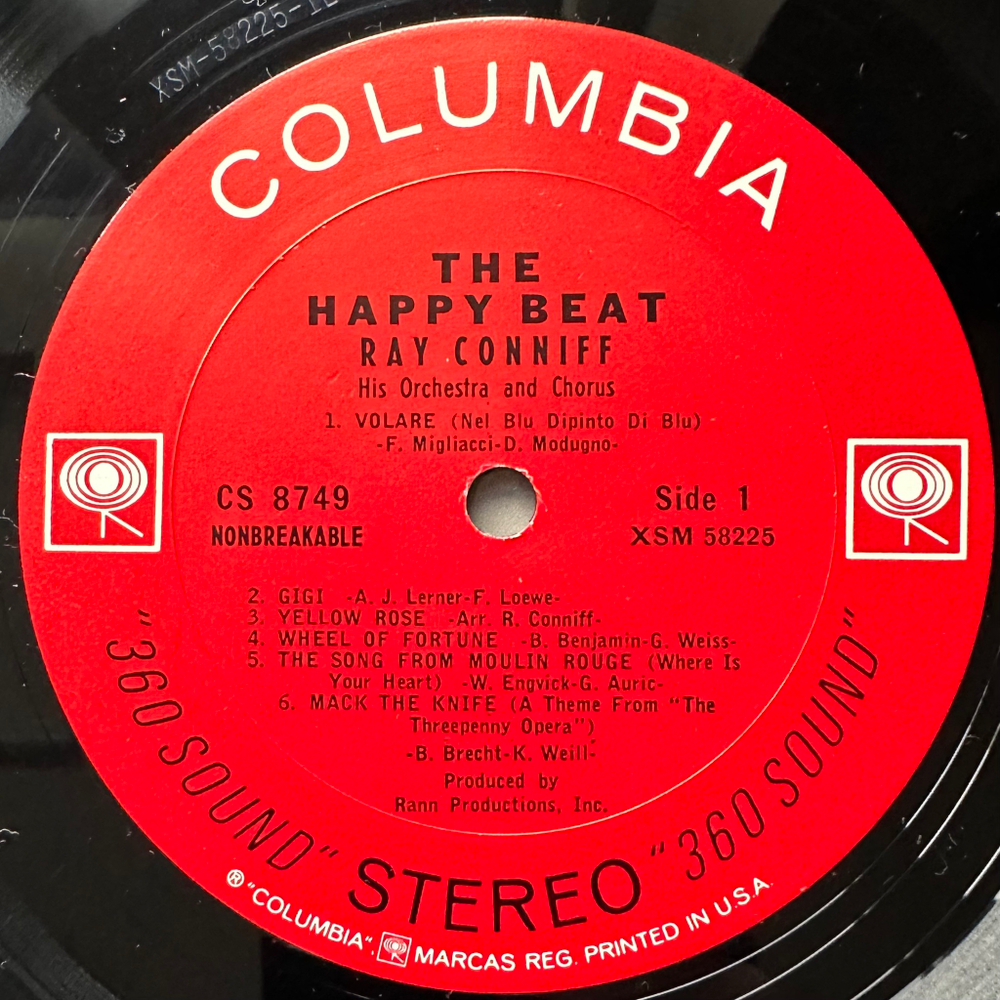 XSM-58225-1
COLUMBIA
THE
HAPPY BEAT
RAY CONNIFF
His Orchestra and Chorus
1. VOLARE (Nel Blu Dipinto Di Blu)
-F. Migliacci-D. Modugno-
CS 8749
NONBREAKABLE
Side 1
XSM 58225
2. GIGI -A. J. Lerner-F. Loewe-
3. YELLOW ROSE -Arr. R. Conniff-
4. WHEEL OF FORTUNE -B. Benjamin-G. Weiss-
5. THE SONG FROM MOULIN ROUGE (Where Is
Your Heart) -W. Engvick-G. Auric-
6. MACK THE KNIFE (A Theme From "The
Threepenny Opera")
-B. Brecht-K. Weill-
Produced by
Rann Productions, Inc.
"360 SOUND" STEREO "360 SOUND"
® "COLUMBIA", MARCAS REG. PRINTED IN U.S.A.